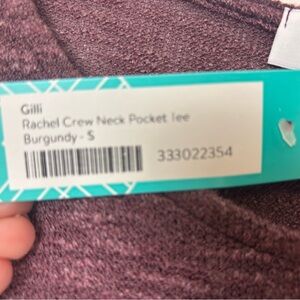 Gilli
Rachel Crew Neck Pocket Tee
Burgundy - S
333022354